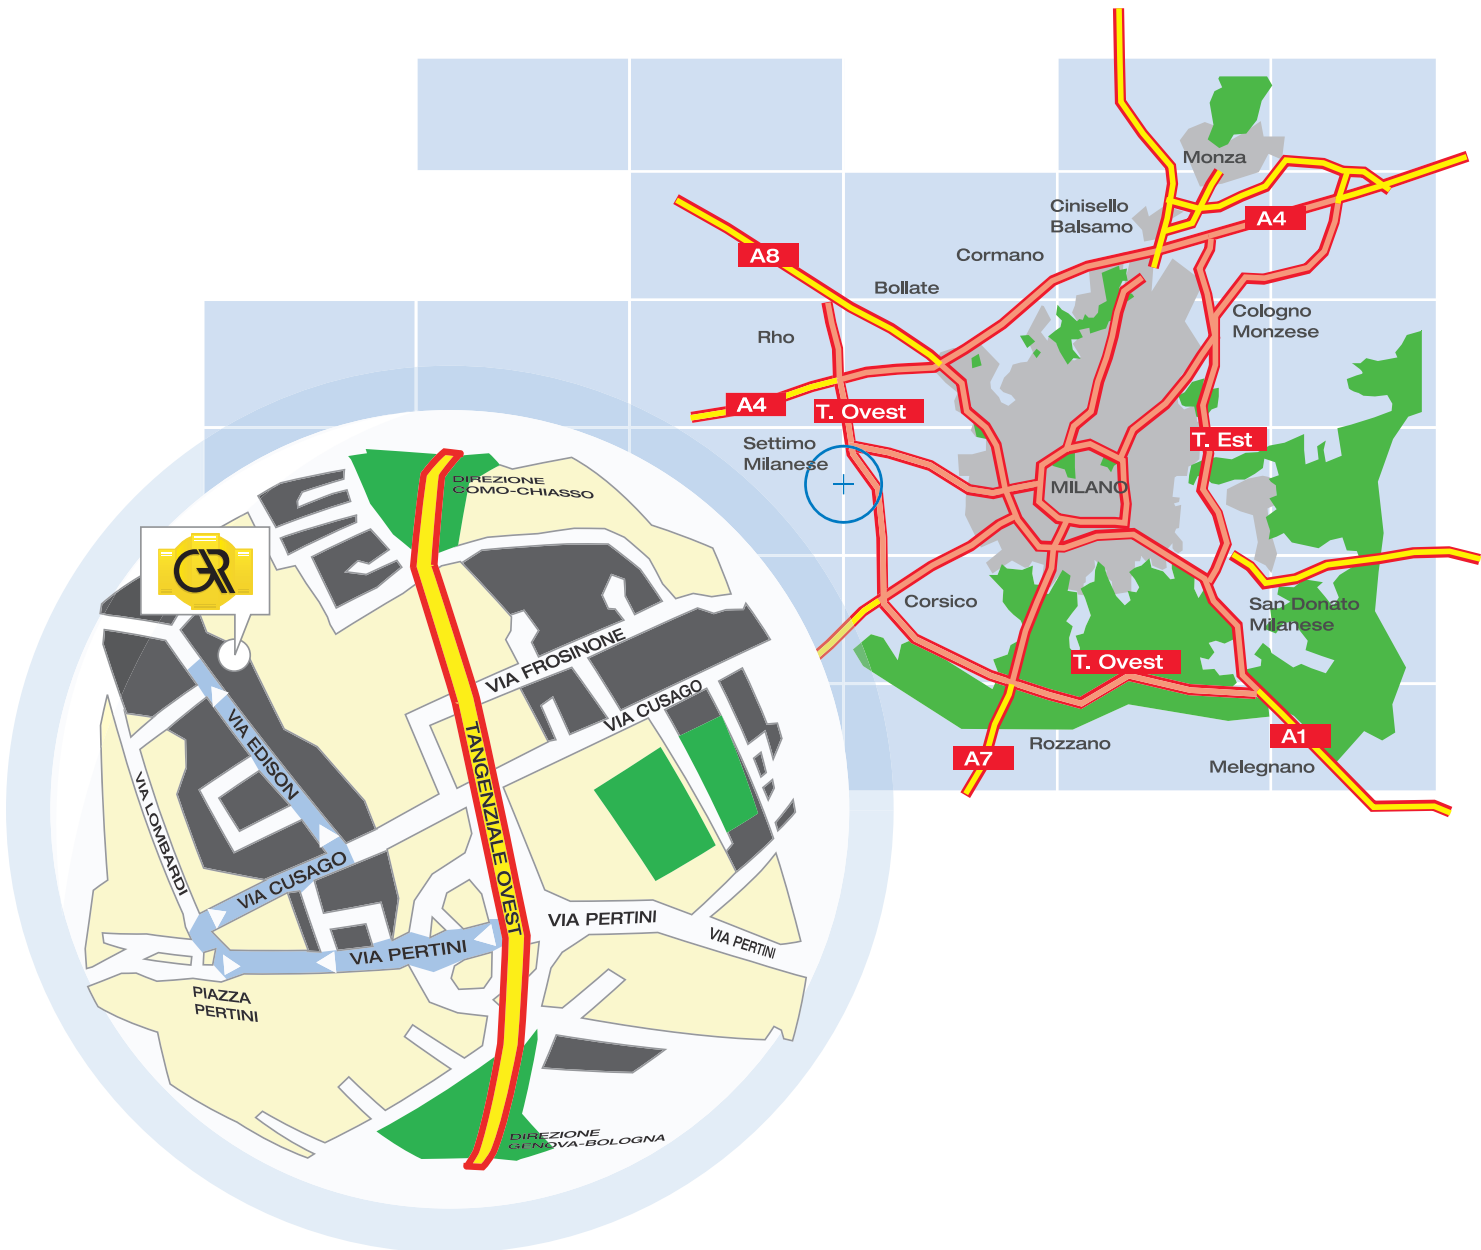 Monza
Cinisello
Balsamo
A4
Cormano
A8
Bollate
Cologno
Monzese
Rho
A4
T. Ovest
T. Est
Settimo
Milanese
MILANO
Corsico
San Donato
Milanese
T. Ovest
Rozzano
A7
A1
Melegnano
DIREZIONE
COMO-CHIASSO
GR
VIA FROSINONE
VIA CUSAGO
VIA EDISON
TANGENZIALE OVEST
VIA LOMBARDI
VIA CUSAGO
VIA PERTINI
VIA PERTINI
VIA PERTINI
PIAZZA
PERTINI
DIREZIONE
GENOVA-BOLOGNA